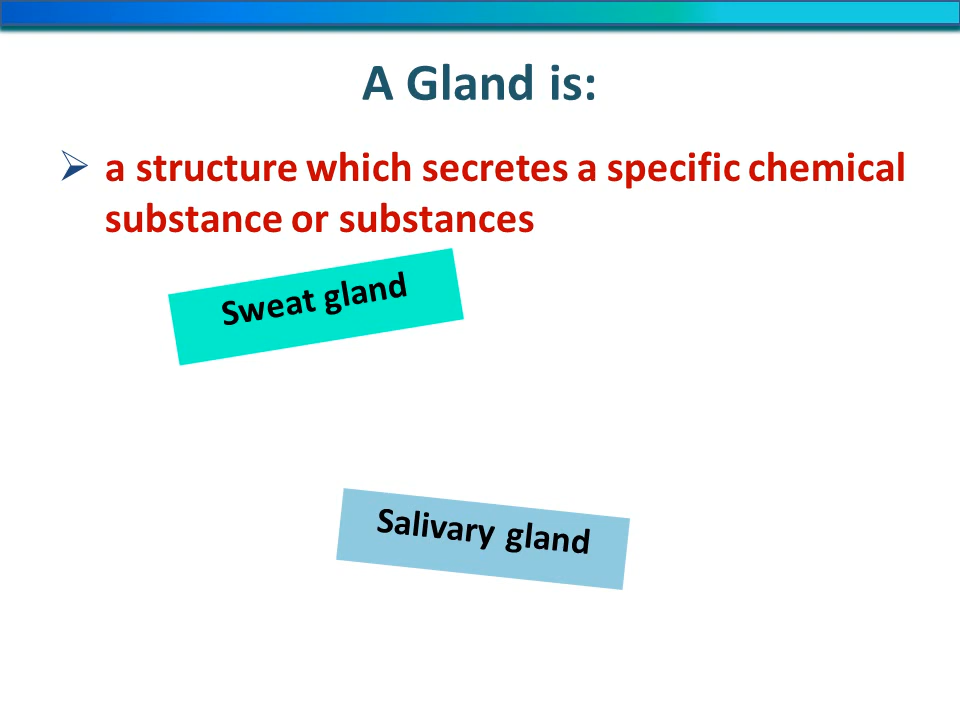 A Gland is:
a structure which secretes a specific chemical
substance or substances
Sweat gland
Salivary gland